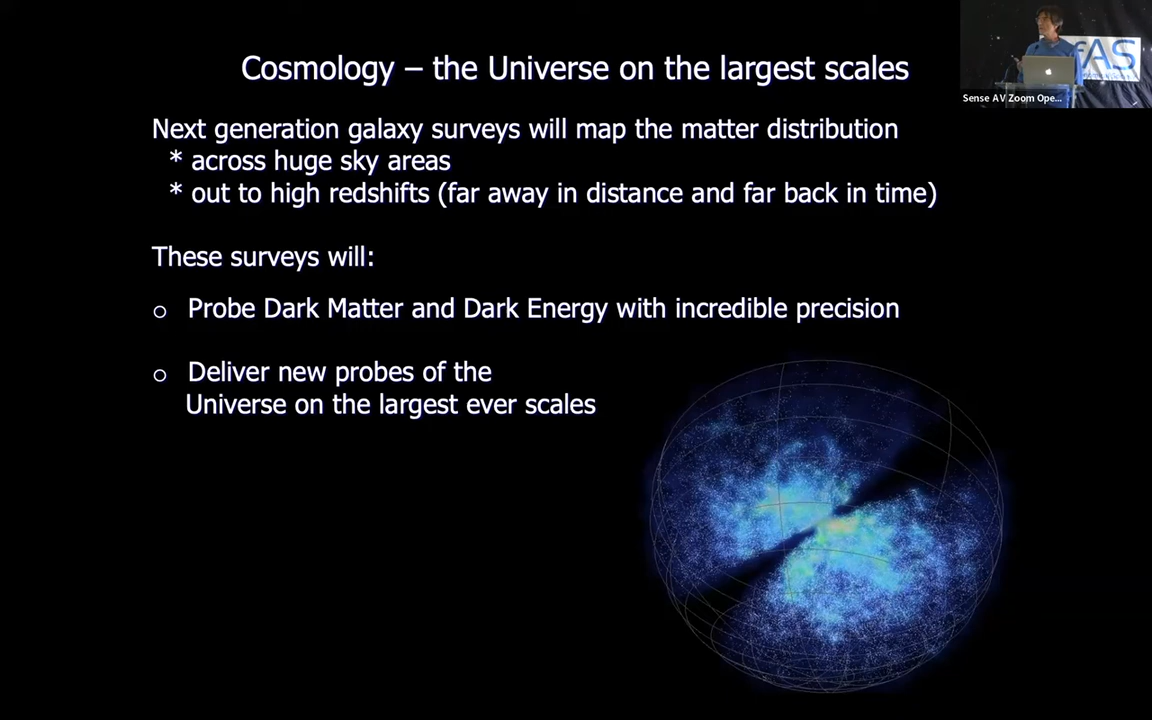 Cosmology – the Universe on the largest scales
Next generation galaxy surveys will map the matter distribution
* across huge sky areas
* out to high redshifts (far away in distance and far back in time)
These surveys will:
o Probe Dark Matter and Dark Energy with incredible precision
o Deliver new probes of the
Universe on the largest ever scales
fAS
Sense AV Zoom Ope...